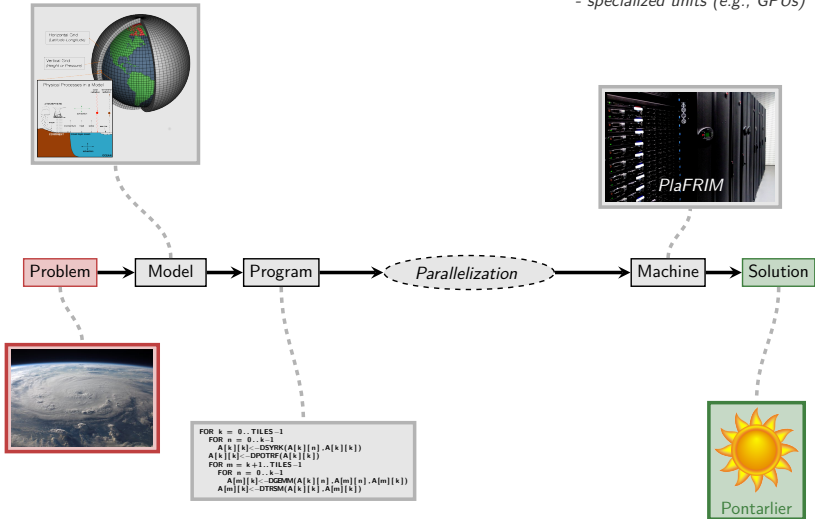 - specialized units (e.g., GPUs)
Horizontal Grid
(Latitude-Longitude)
Vertical Grid
(Height or Pressure)
Physical Processes in a Model
PlaFRIM
Problem
Model
Program
Parallelization
Machine
Solution
FOR k = 0..TILES−1
FOR n = 0..k−1
A[k][k]<−DSYRK(A[k][n],A[k][k])
A[k][k]<−DPOTRF(A[k][k])
FOR m = k+1..TILES−1
FOR n = 0..k−1
A[m][k]<−DGEMM(A[k][n],A[m][n],A[m][k])
A[m][k]<−DTRSM(A[k][k],A[m][k])
Pontarlier